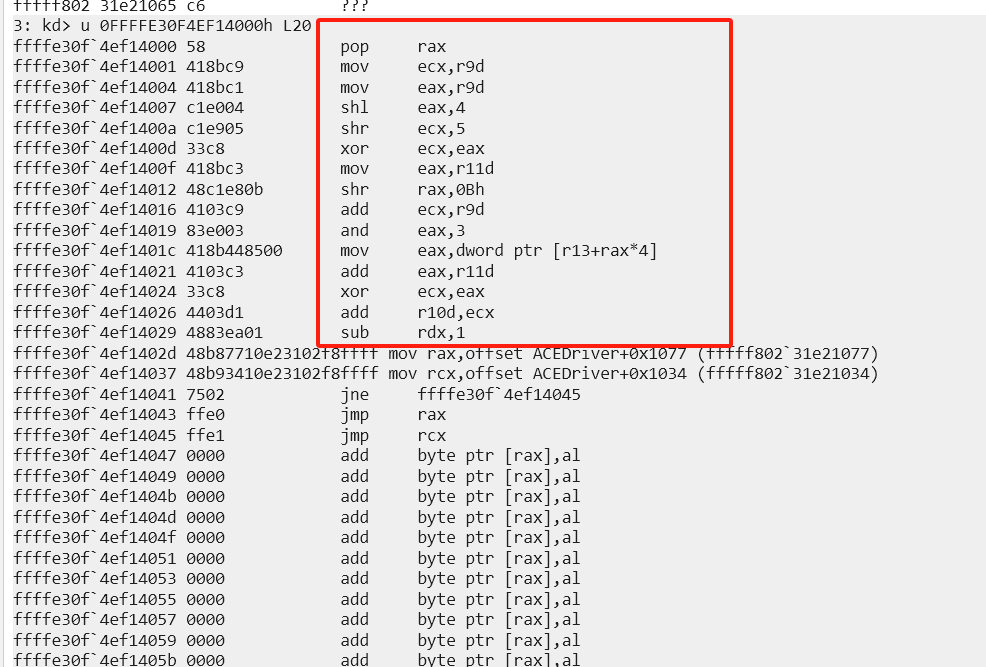 fffff802`31e21065 c6 ???
3: kd> u 0FFFFE30F4EF14000h L20
ffffe30f`4ef14000 58 pop rax
ffffe30f`4ef14001 418bc9 mov ecx,r9d
ffffe30f`4ef14004 418bc1 mov eax,r9d
ffffe30f`4ef14007 c1e004 shl eax,4
ffffe30f`4ef1400a c1e905 shr ecx,5
ffffe30f`4ef1400d 33c8 xor ecx,eax
ffffe30f`4ef1400f 418bc3 mov eax,r11d
ffffe30f`4ef14012 48c1e80b shr rax,0Bh
ffffe30f`4ef14016 4103c9 add ecx,r9d
ffffe30f`4ef14019 83e003 and eax,3
ffffe30f`4ef1401c 418b448500 mov eax,dword ptr [r13+rax*4]
ffffe30f`4ef14021 4103c3 add eax,r11d
ffffe30f`4ef14024 33c8 xor ecx,eax
ffffe30f`4ef14026 4403d1 add r10d,ecx
ffffe30f`4ef14029 4883ea01 sub rdx,1
ffffe30f`4ef1402d 48b87710e23102f8ffff mov rax,offset ACEDriver+0x1077 (fffff802`31e21077)
ffffe30f`4ef14037 48b93410e23102f8ffff mov rcx,offset ACEDriver+0x1034 (fffff802`31e21034)
ffffe30f`4ef14041 7502 jne ffffe30f`4ef14045
ffffe30f`4ef14043 ffe0 jmp rax
ffffe30f`4ef14045 ffe1 jmp rcx
ffffe30f`4ef14047 0000 add byte ptr [rax],al
ffffe30f`4ef14049 0000 add byte ptr [rax],al
ffffe30f`4ef1404b 0000 add byte ptr [rax],al
ffffe30f`4ef1404d 0000 add byte ptr [rax],al
ffffe30f`4ef1404f 0000 add byte ptr [rax],al
ffffe30f`4ef14051 0000 add byte ptr [rax],al
ffffe30f`4ef14053 0000 add byte ptr [rax],al
ffffe30f`4ef14055 0000 add byte ptr [rax],al
ffffe30f`4ef14057 0000 add byte ptr [rax],al
ffffe30f`4ef14059 0000 add byte ptr [rax],al
ffffe30f`4ef1405b 0000 add byte ptr [rax],al